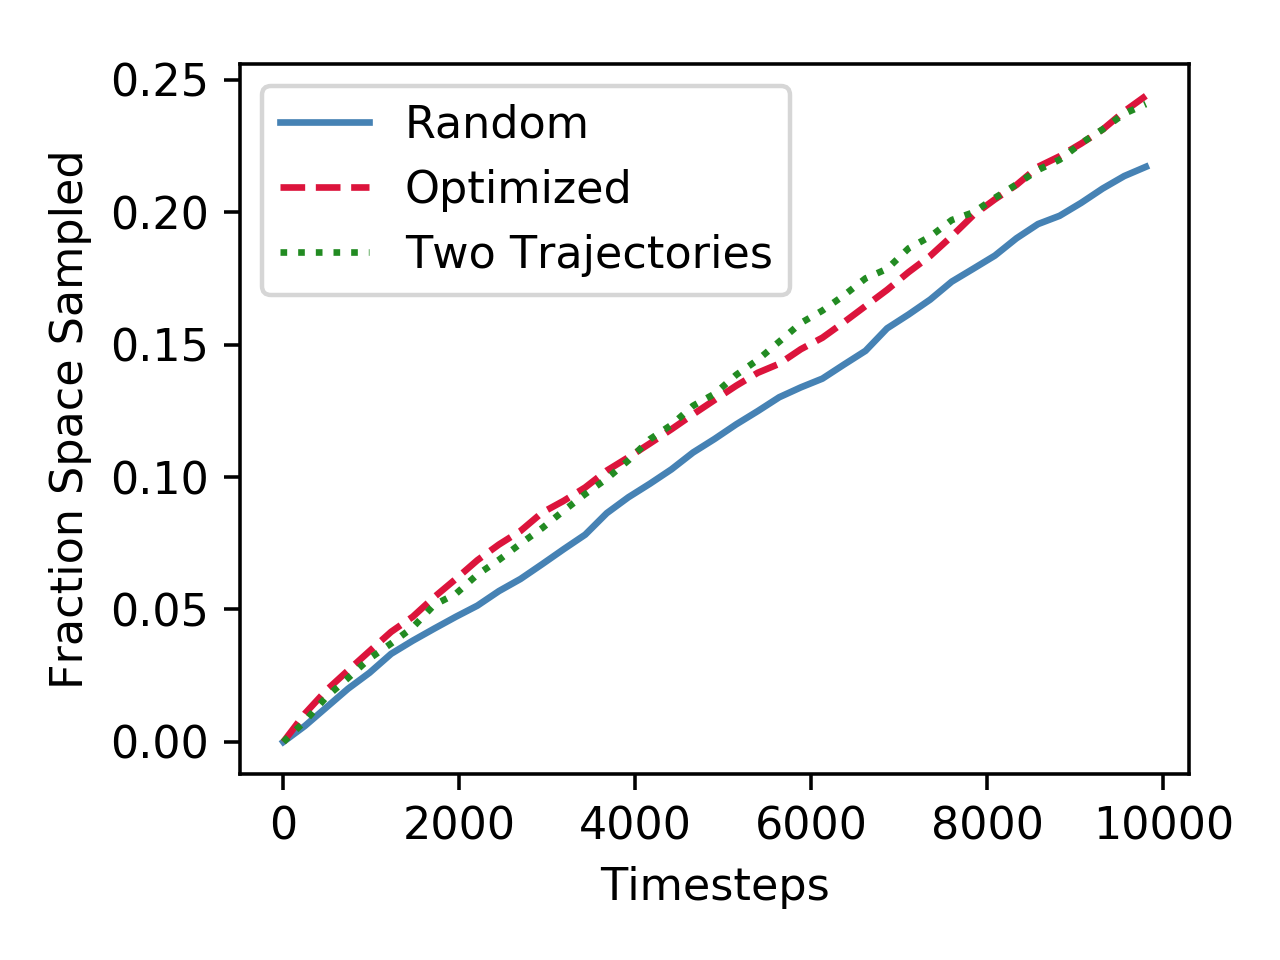 Fraction Space Sampled
0.25
0.20
0.15
0.10
0.05
0.00
Random
Optimized
Two Trajectories
0 2000 4000 6000 8000 10000
Timesteps